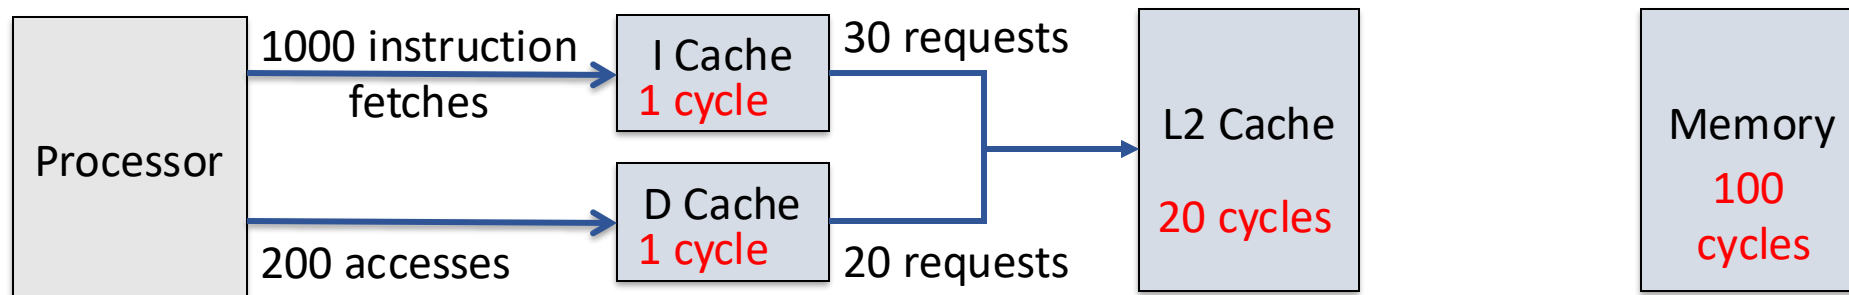 Processor
1000 instruction
fetches
200 accesses
I Cache
1 cycle
D Cache
1 cycle
30 requests
20 requests
L2 Cache
20 cycles
Memory
100
cycles